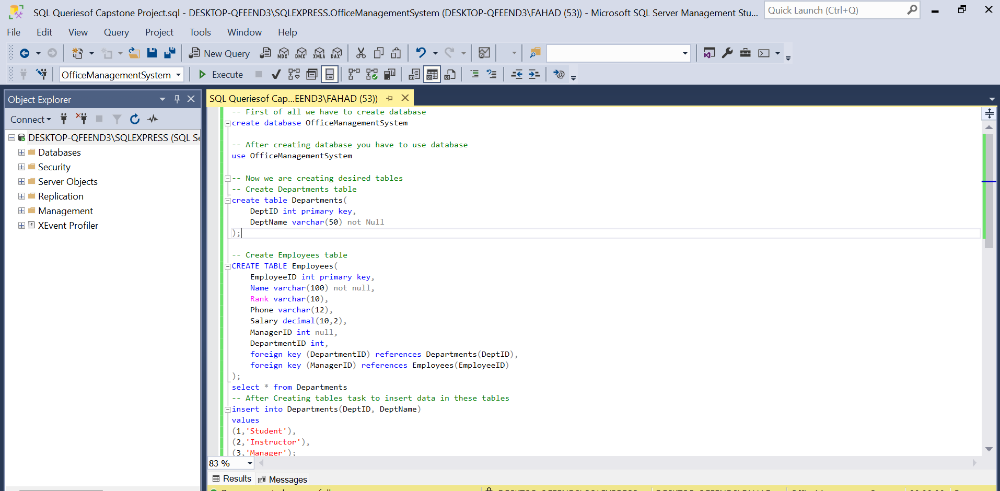 SQL Queriesof Capstone Project.sql - DESKTOP-QFEEND3\SQLEXPRESS.OfficeManagementSystem (DESKTOP-QFEEND3\FAHAD (53)) - Microsoft SQL Server Management Stu...
Quick Launch (Ctrl+Q)
File Edit View Query Project Tools Window Help
New Query MDX DMX XMLA DAX
OfficeManagementSystem Execute
Object Explorer
SQL Queriesof Cap...EEND3\FAHAD (53))
Connect
DESKTOP-QFEEND3\SQLEXPRESS (SQL Se
Databases
Security
Server Objects
Replication
Management
XEvent Profiler
-- First of all we have to create database
create database OfficeManagementSystem
-- After creating database you have to use database
use OfficeManagementSystem
-- Now we are creating desired tables
-- Create Departments table
create table Departments(
DeptID int primary key,
DeptName varchar(50) not Null
);
-- Create Employees table
CREATE TABLE Employees(
EmployeeID int primary key,
Name varchar(100) not null,
Rank varchar(10),
Phone varchar(12),
Salary decimal(10,2),
ManagerID int null,
DepartmentID int,
foreign key (DepartmentID) references Departments(DeptID),
foreign key (ManagerID) references Employees(EmployeeID)
);
select * from Departments
-- After Creating tables task to insert data in these tables
insert into Departments(DeptID, DeptName)
values
(1,'Student'),
(2,'Instructor'),
(3,'Manager');
83 %
Results Messages